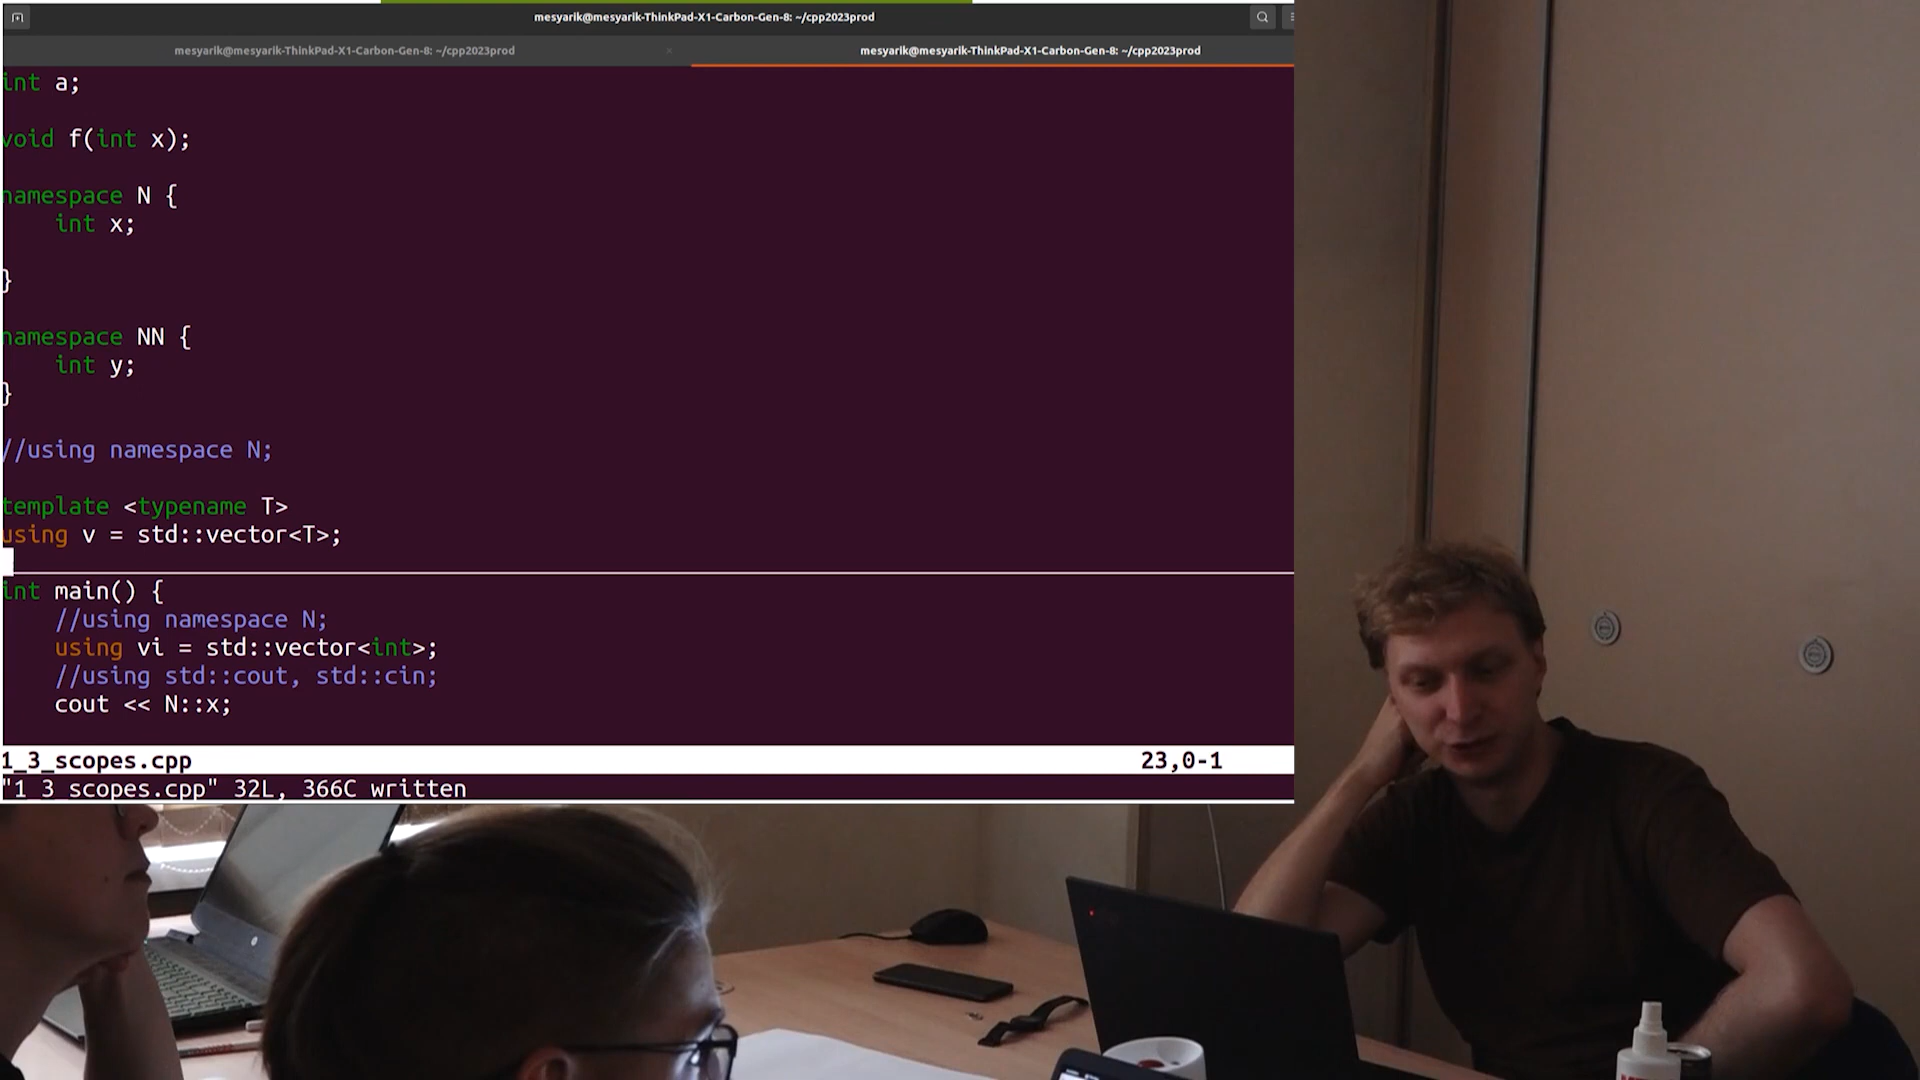 mesyarik@mesyarik-ThinkPad-X1-Carbon-Gen-8: ~/cpp2023prod
mesyarik@mesyarik-ThinkPad-X1-Carbon-Gen-8: ~/cpp2023prod
mesyarik@mesyarik-ThinkPad-X1-Carbon-Gen-8: ~/cpp2023prod
int a;
void f(int x);
namespace N {
int x;
}
namespace NN {
int y;
}
//using namespace N;
template <typename T>
using v = std::vector<T>;
int main() {
//using namespace N;
using vi = std::vector<int>;
//using std::cout, std::cin;
cout << N::x;
1_3_scopes.cpp 23,0-1
"1_3_scopes.cpp" 32L, 366C written